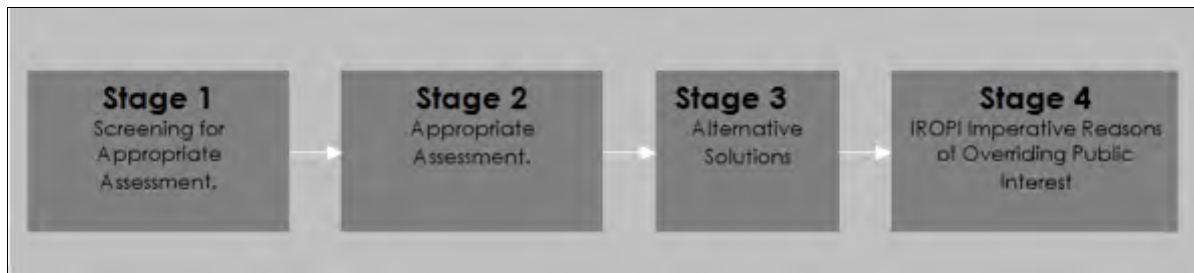 Stage 1
Screening for
Appropriate
Assessment.
Stage 2
Appropriate
Assessment.
Stage 3
Alternative
Solutions
Stage 4
IROPI Imperative Reasons
of Overriding Public
Interest